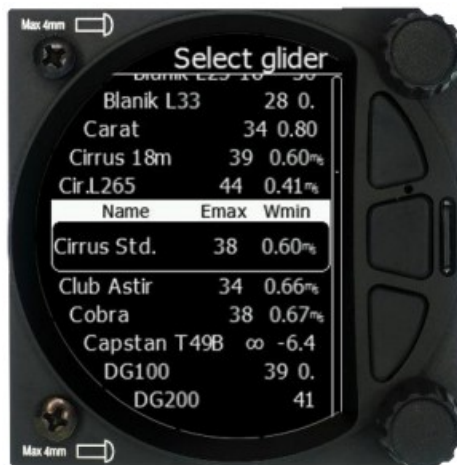 Max 4mm
Select glider
Blanik L33 28 0.
Carat 34 0.80
Cirrus 18m 39 0.60m/s
Cir.L265 44 0.41m/s
Name Emax Wmin
Cirrus Std. 38 0.60m/s
Club Astir 34 0.66m/s
Cobra 38 0.67m/s
Capstan T49B ∞ -6.4
DG100 39 0.
DG200 41
Max 4mm